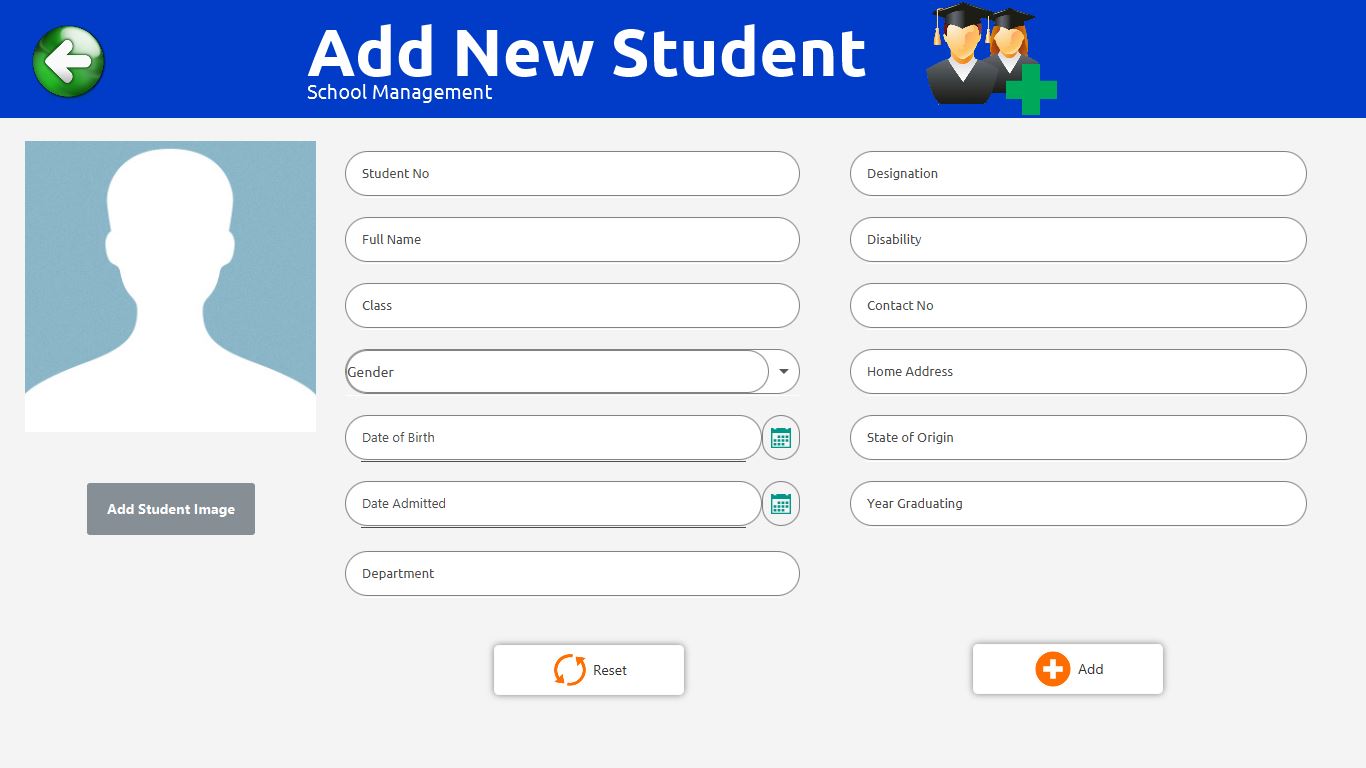 Add New Student
School Management
Student No
Designation
Full Name
Disability
Class
Contact No
Gender
Home Address
Date of Birth
State of Origin
Date Admitted
Year Graduating
Add Student Image
Department
Reset
Add